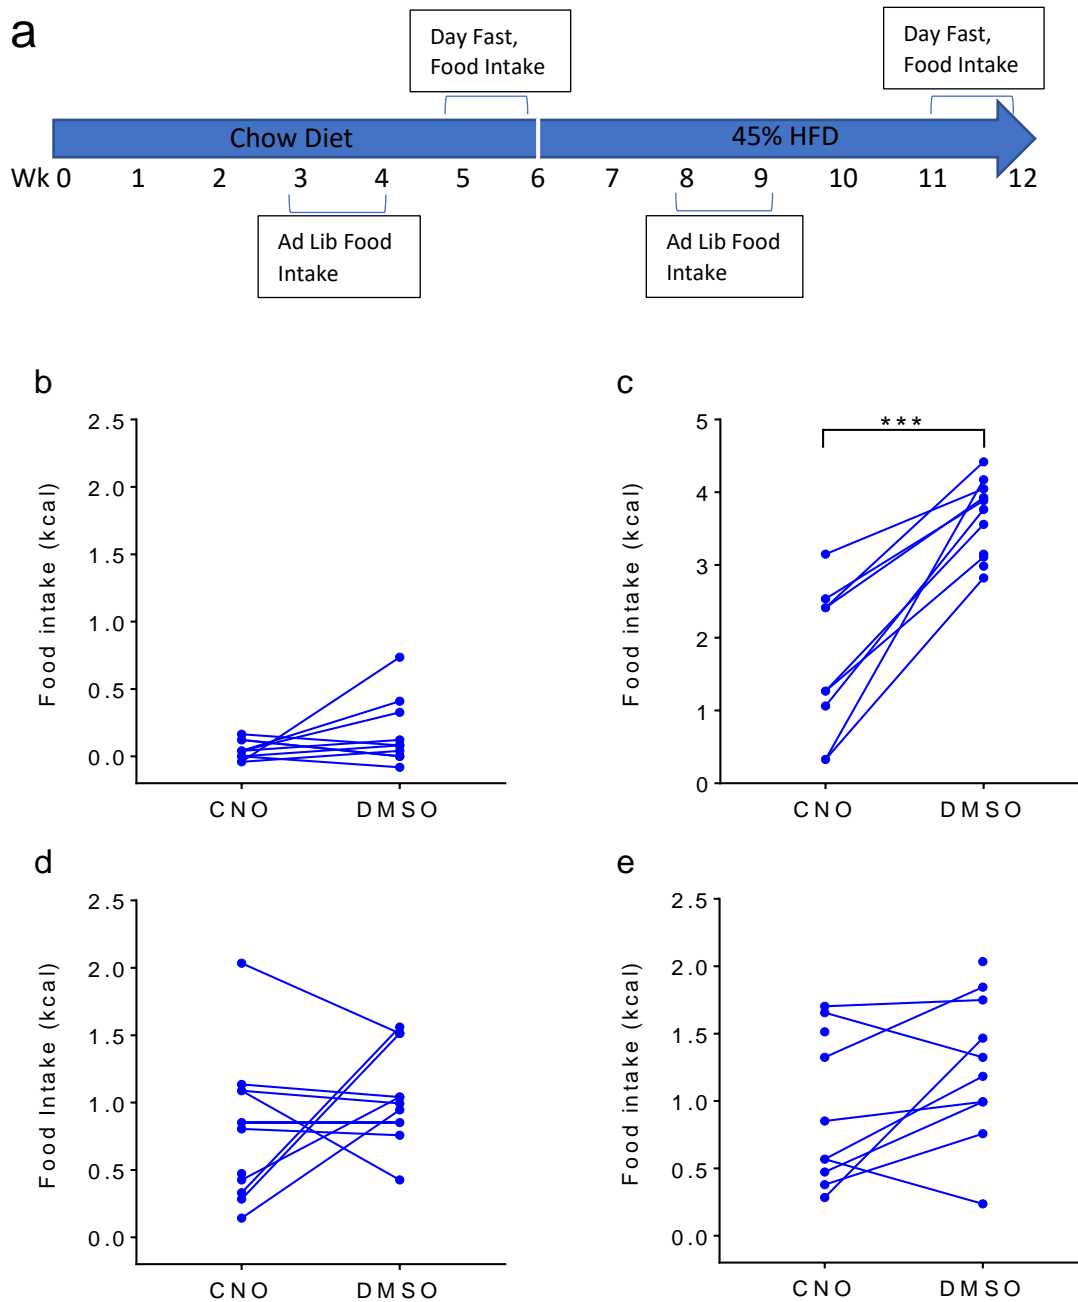 a
Day Fast,
Food Intake
Day Fast,
Food Intake
Chow Diet
45% HFD
Wk 0 1 2 3 4 5 6 7 8 9 10 11 12
Ad Lib Food
Intake
Ad Lib Food
Intake
b
Food intake (kcal)
2.5
2.0
1.5
1.0
0.5
0.0
CNO DMSO
c
Food intake (kcal)
5
4
3
2
1
0
***
CNO DMSO
d
Food Intake (kcal)
2.5
2.0
1.5
1.0
0.5
0.0
CNO DMSO
e
Food intake (kcal)
2.5
2.0
1.5
1.0
0.5
0.0
CNO DMSO